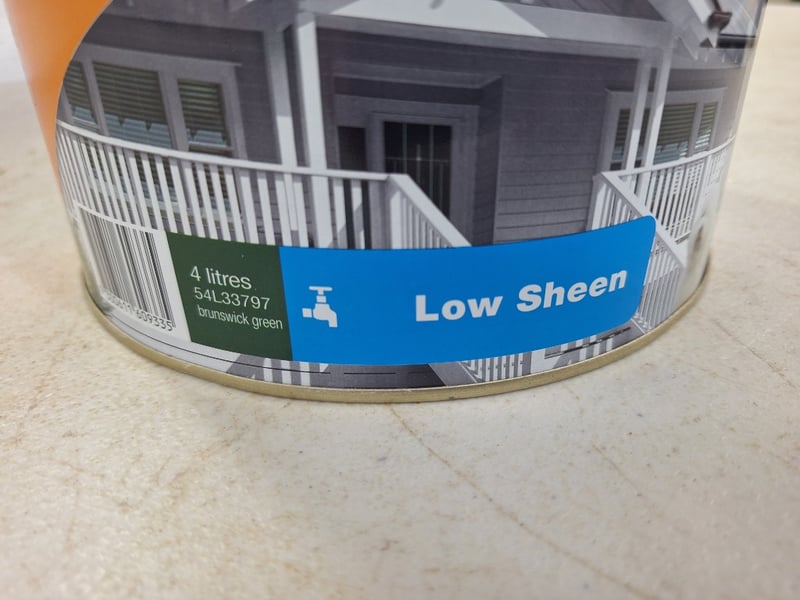 4 litres
54L33797
brunswick green
Low Sheen